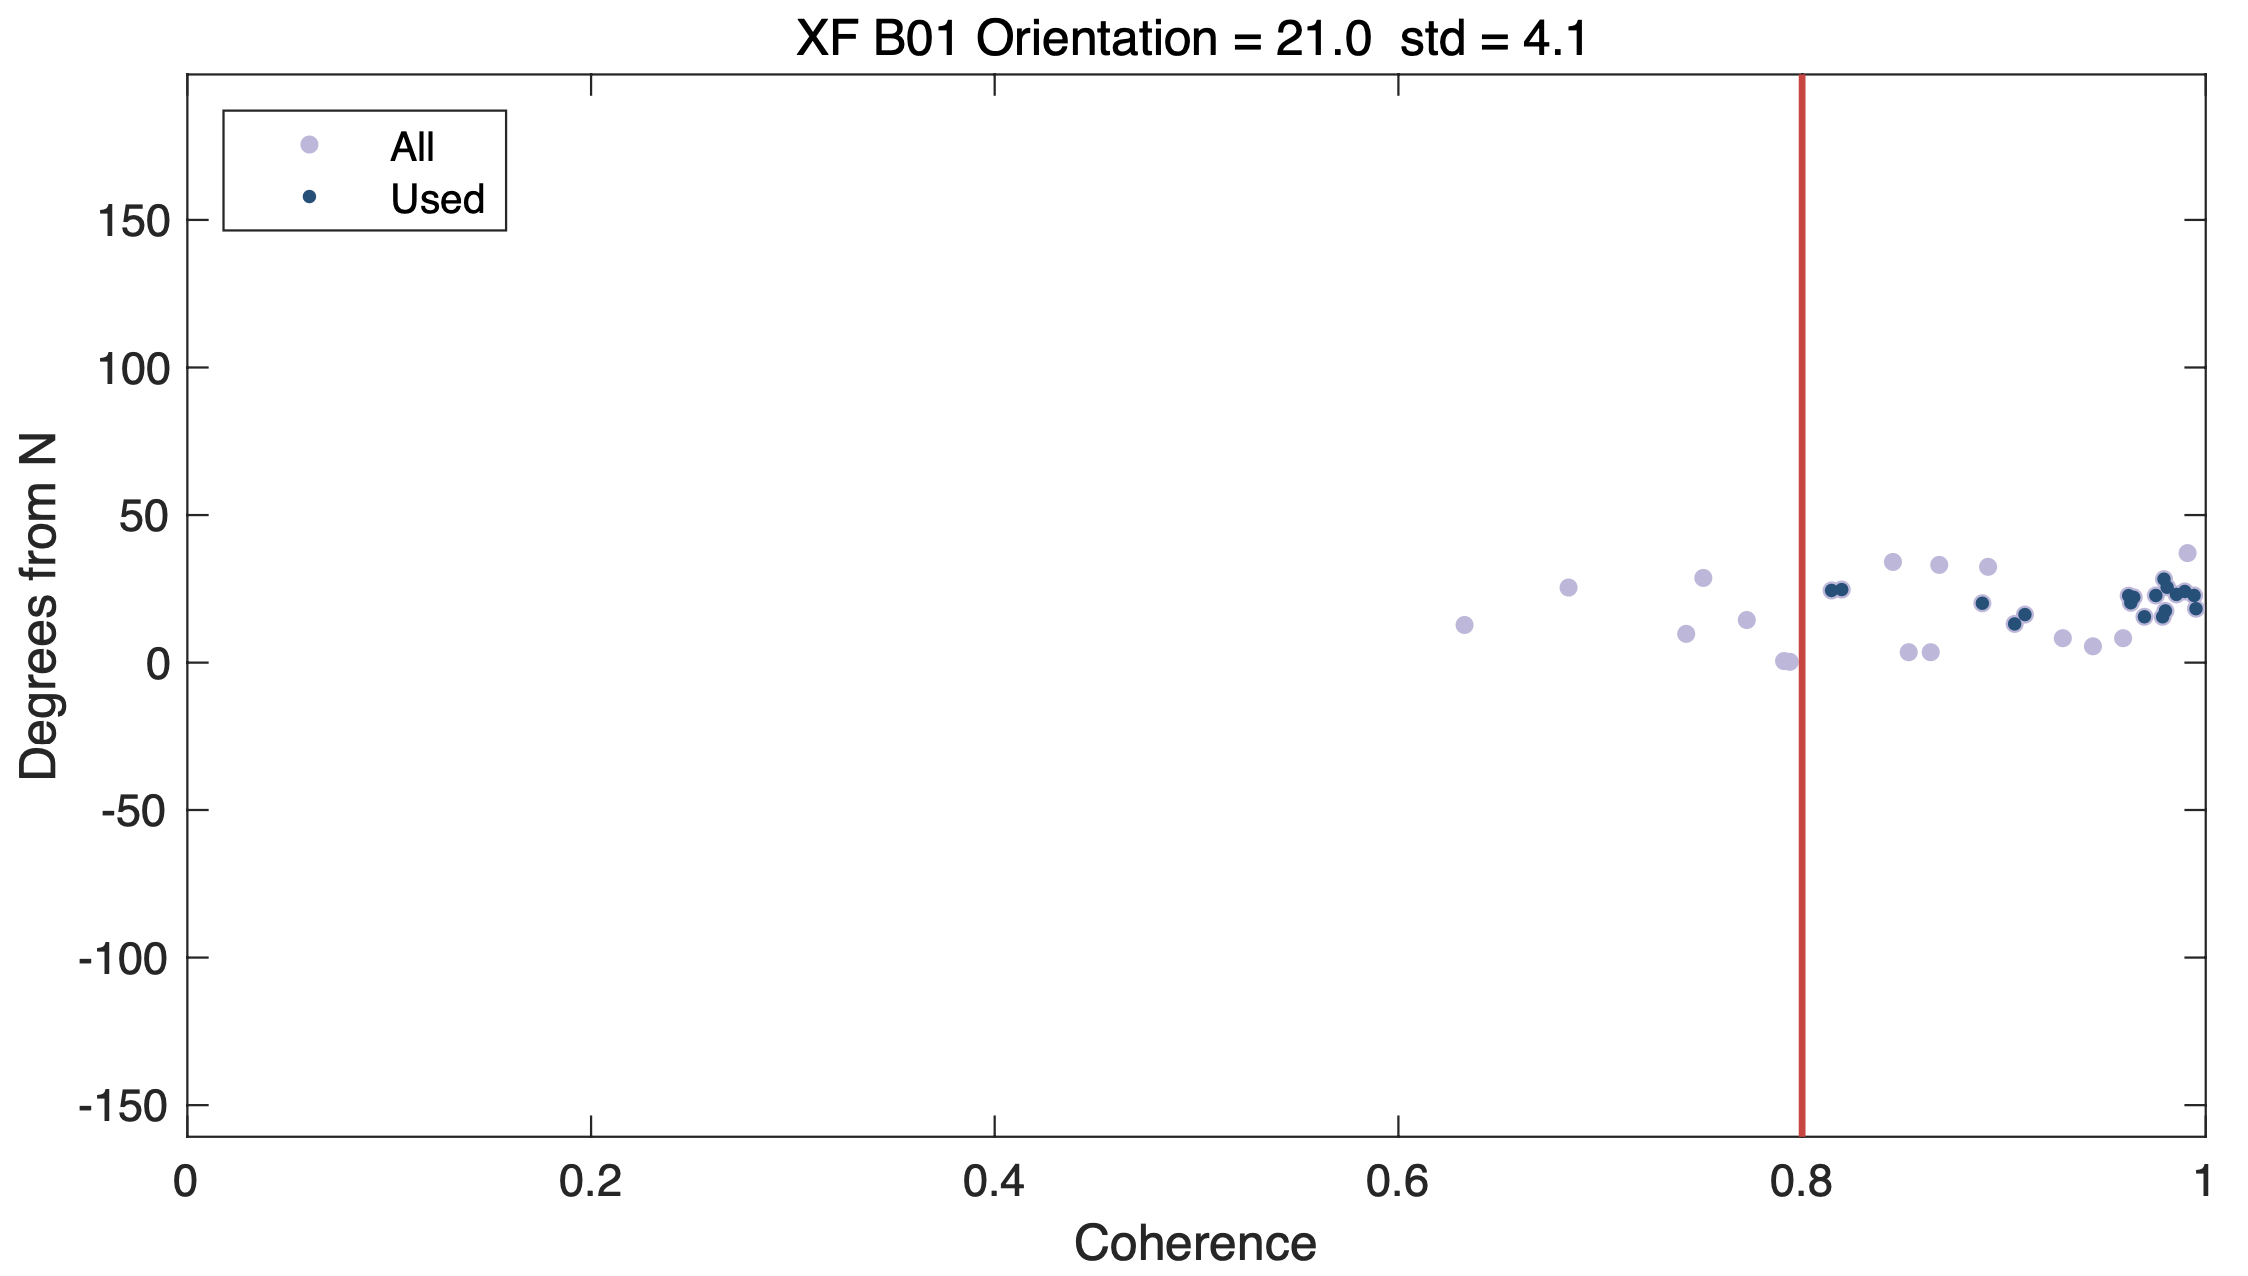 XF B01 Orientation = 21.0  std = 4.1
All
Used
150
100
50
0
-50
-100
-150
Degrees from N
0 0.2 0.4 0.6 0.8 1
Coherence